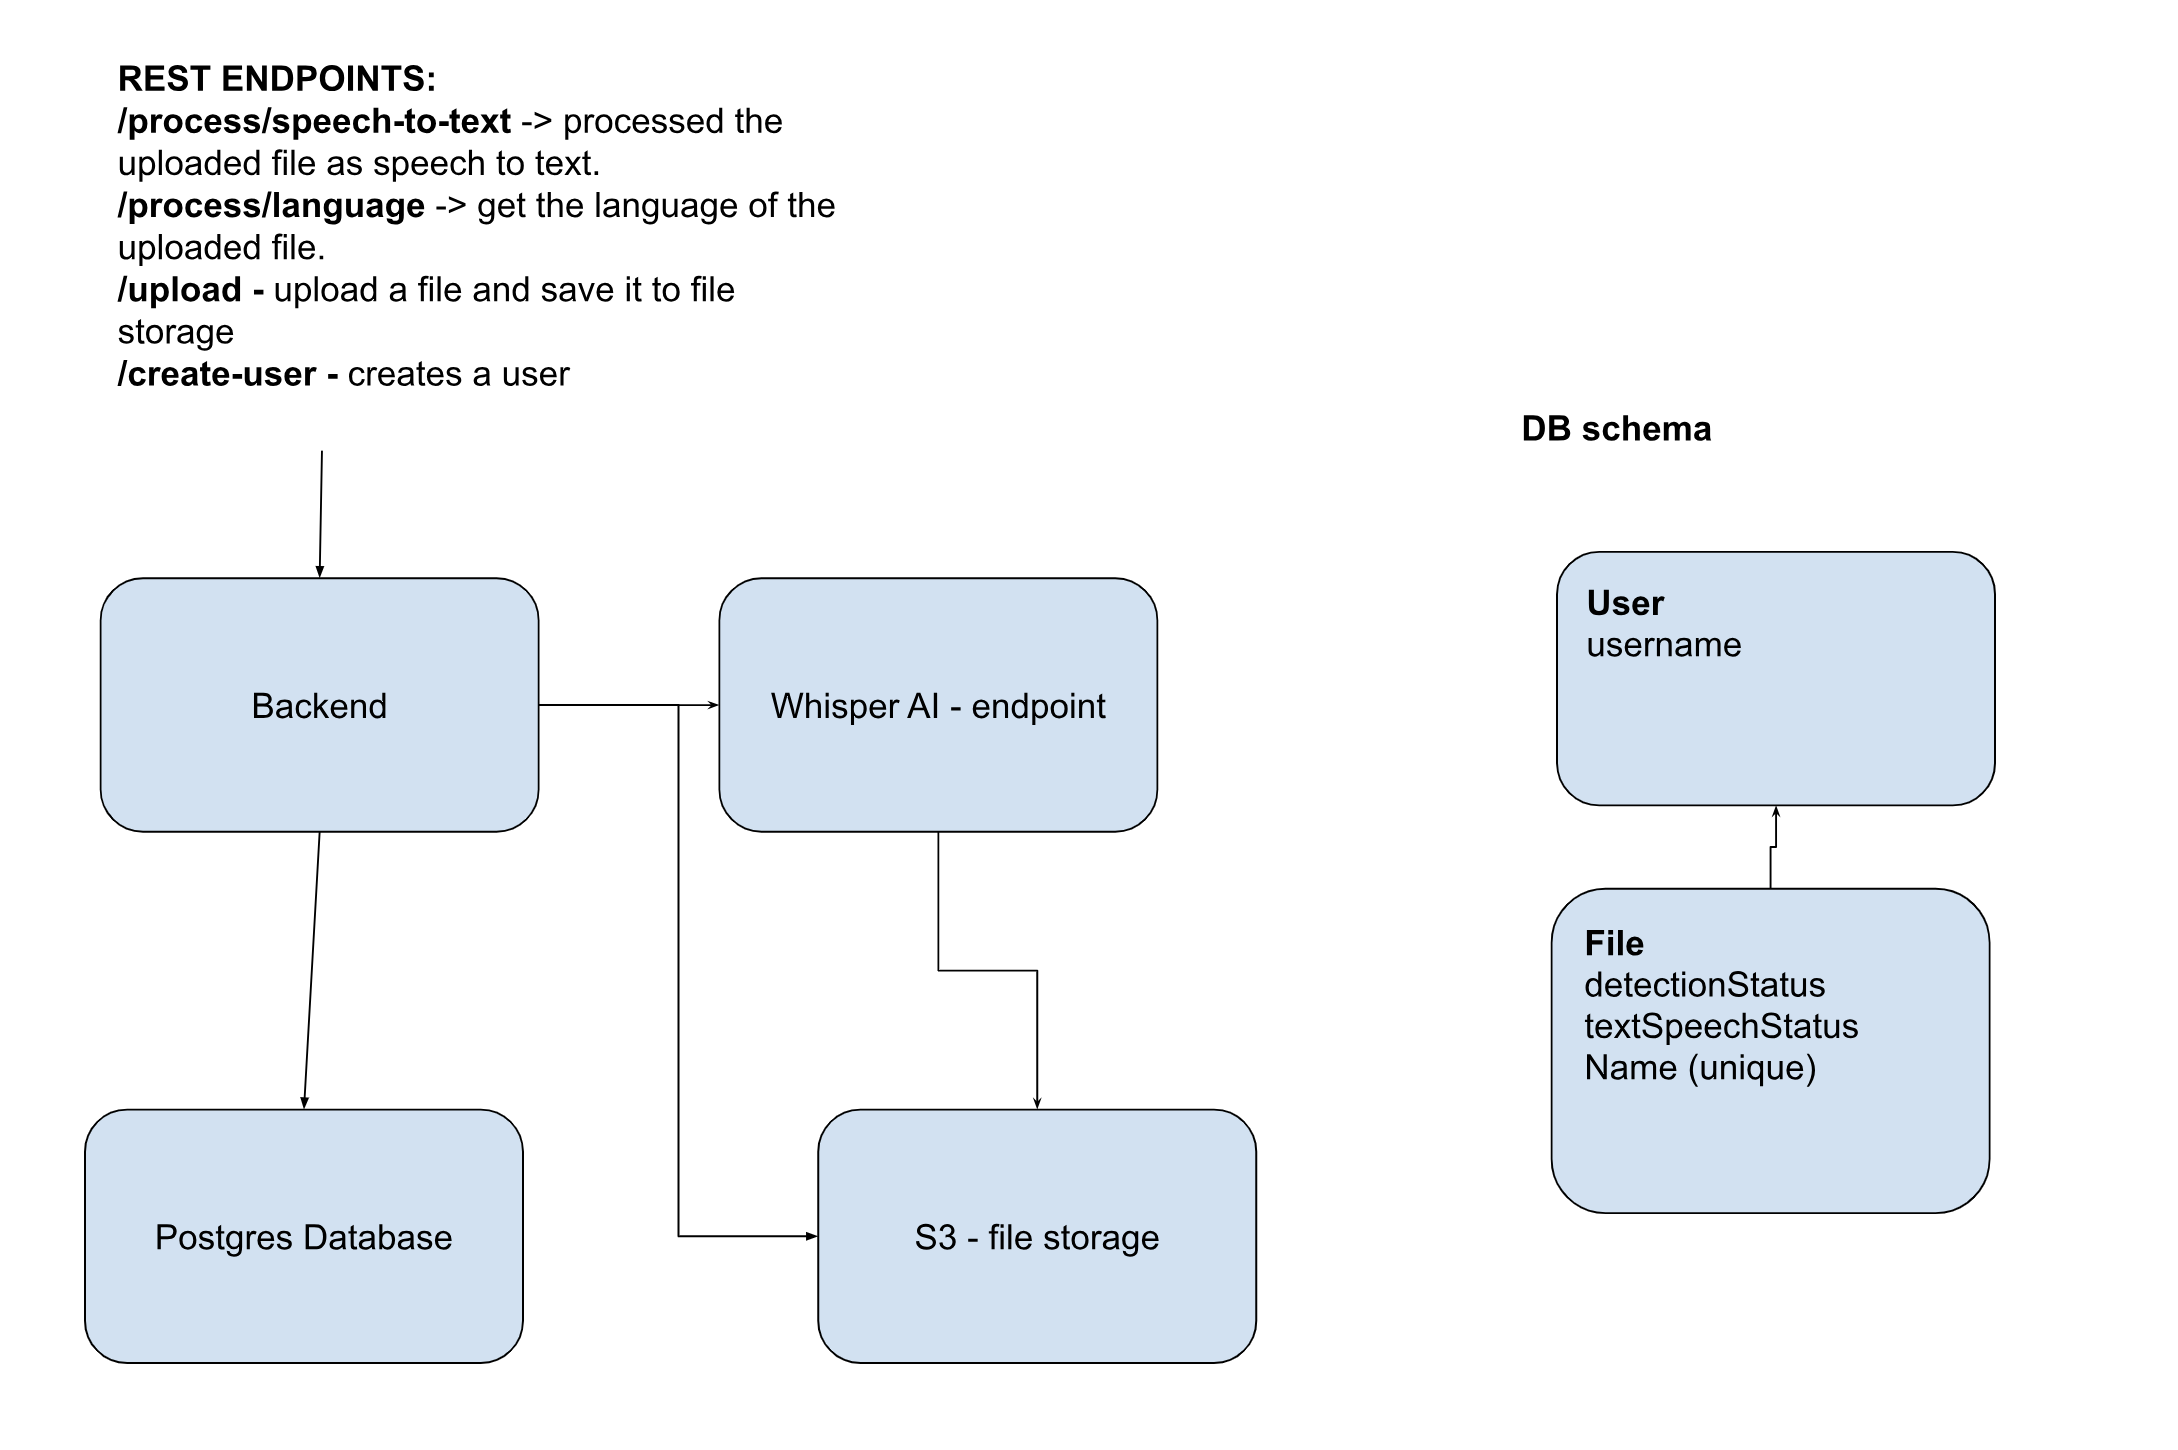 REST ENDPOINTS:
/process/speech-to-text -> processed the
uploaded file as speech to text.
/process/language -> get the language of the
uploaded file.
/upload - upload a file and save it to file
storage
/create-user - creates a user
DB schema
Backend
Whisper AI - endpoint
Postgres Database
S3 - file storage
User
username
File
detectionStatus
textSpeechStatus
Name (unique)